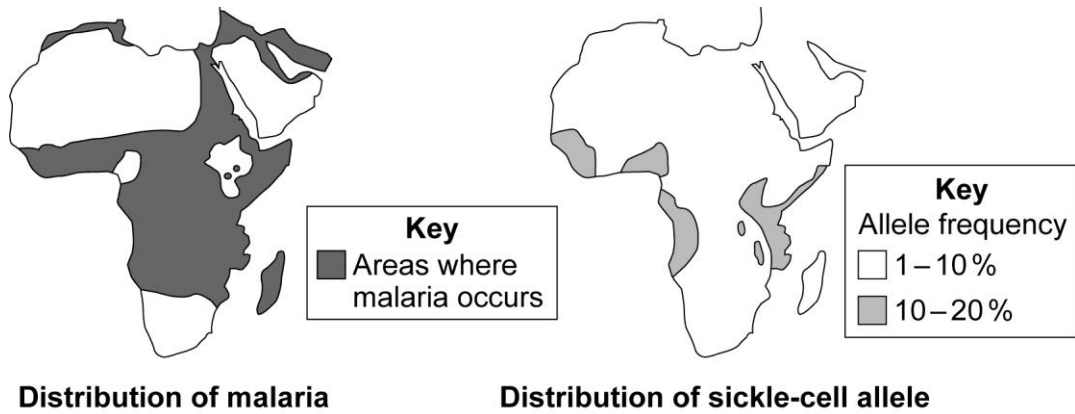 Key
Areas where
malaria occurs
Distribution of malaria
Key
Allele frequency
1–10%
10–20%
Distribution of sickle-cell allele